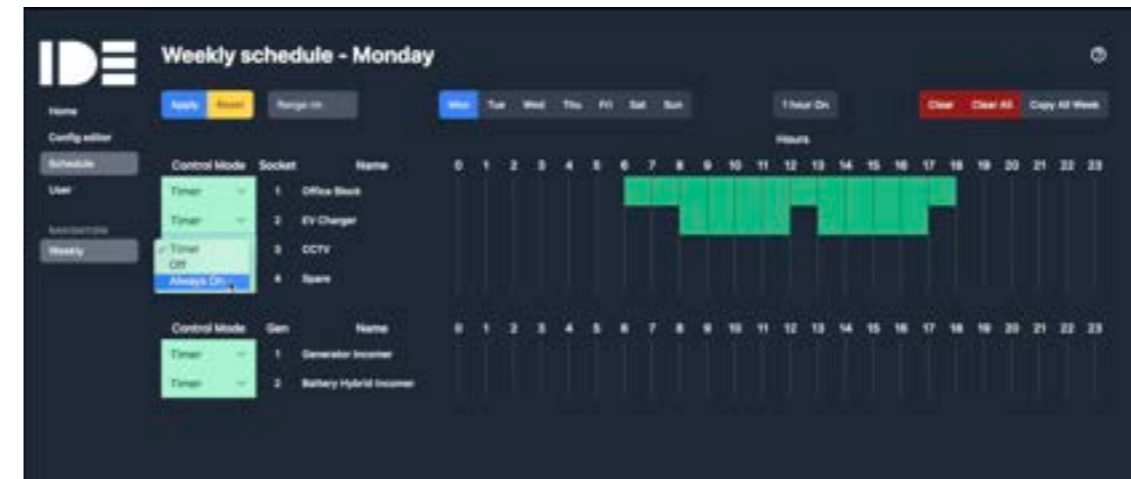 IDE
Weekly schedule - Monday
Apply Reset Range on Mon Tue Wed Thu Fri Sat Sun 1 hour On Clear Clear All Copy All Week
Home
Config editor
Schedule
User
NAVIGATION
Weekly
Hours
Control Mode Socket Name 0 1 2 3 4 5 6 7 8 9 10 11 12 13 14 15 16 17 18 19 20 21 22 23
Timer 1 Office Block
Timer 2 EV Charger
Timer 3 CCTV
Off
Always On 4 Spare
Control Mode Gen Name 0 1 2 3 4 5 6 7 8 9 10 11 12 13 14 15 16 17 18 19 20 21 22 23
Timer 1 Generator Incomer
Timer 2 Battery Hybrid Incomer